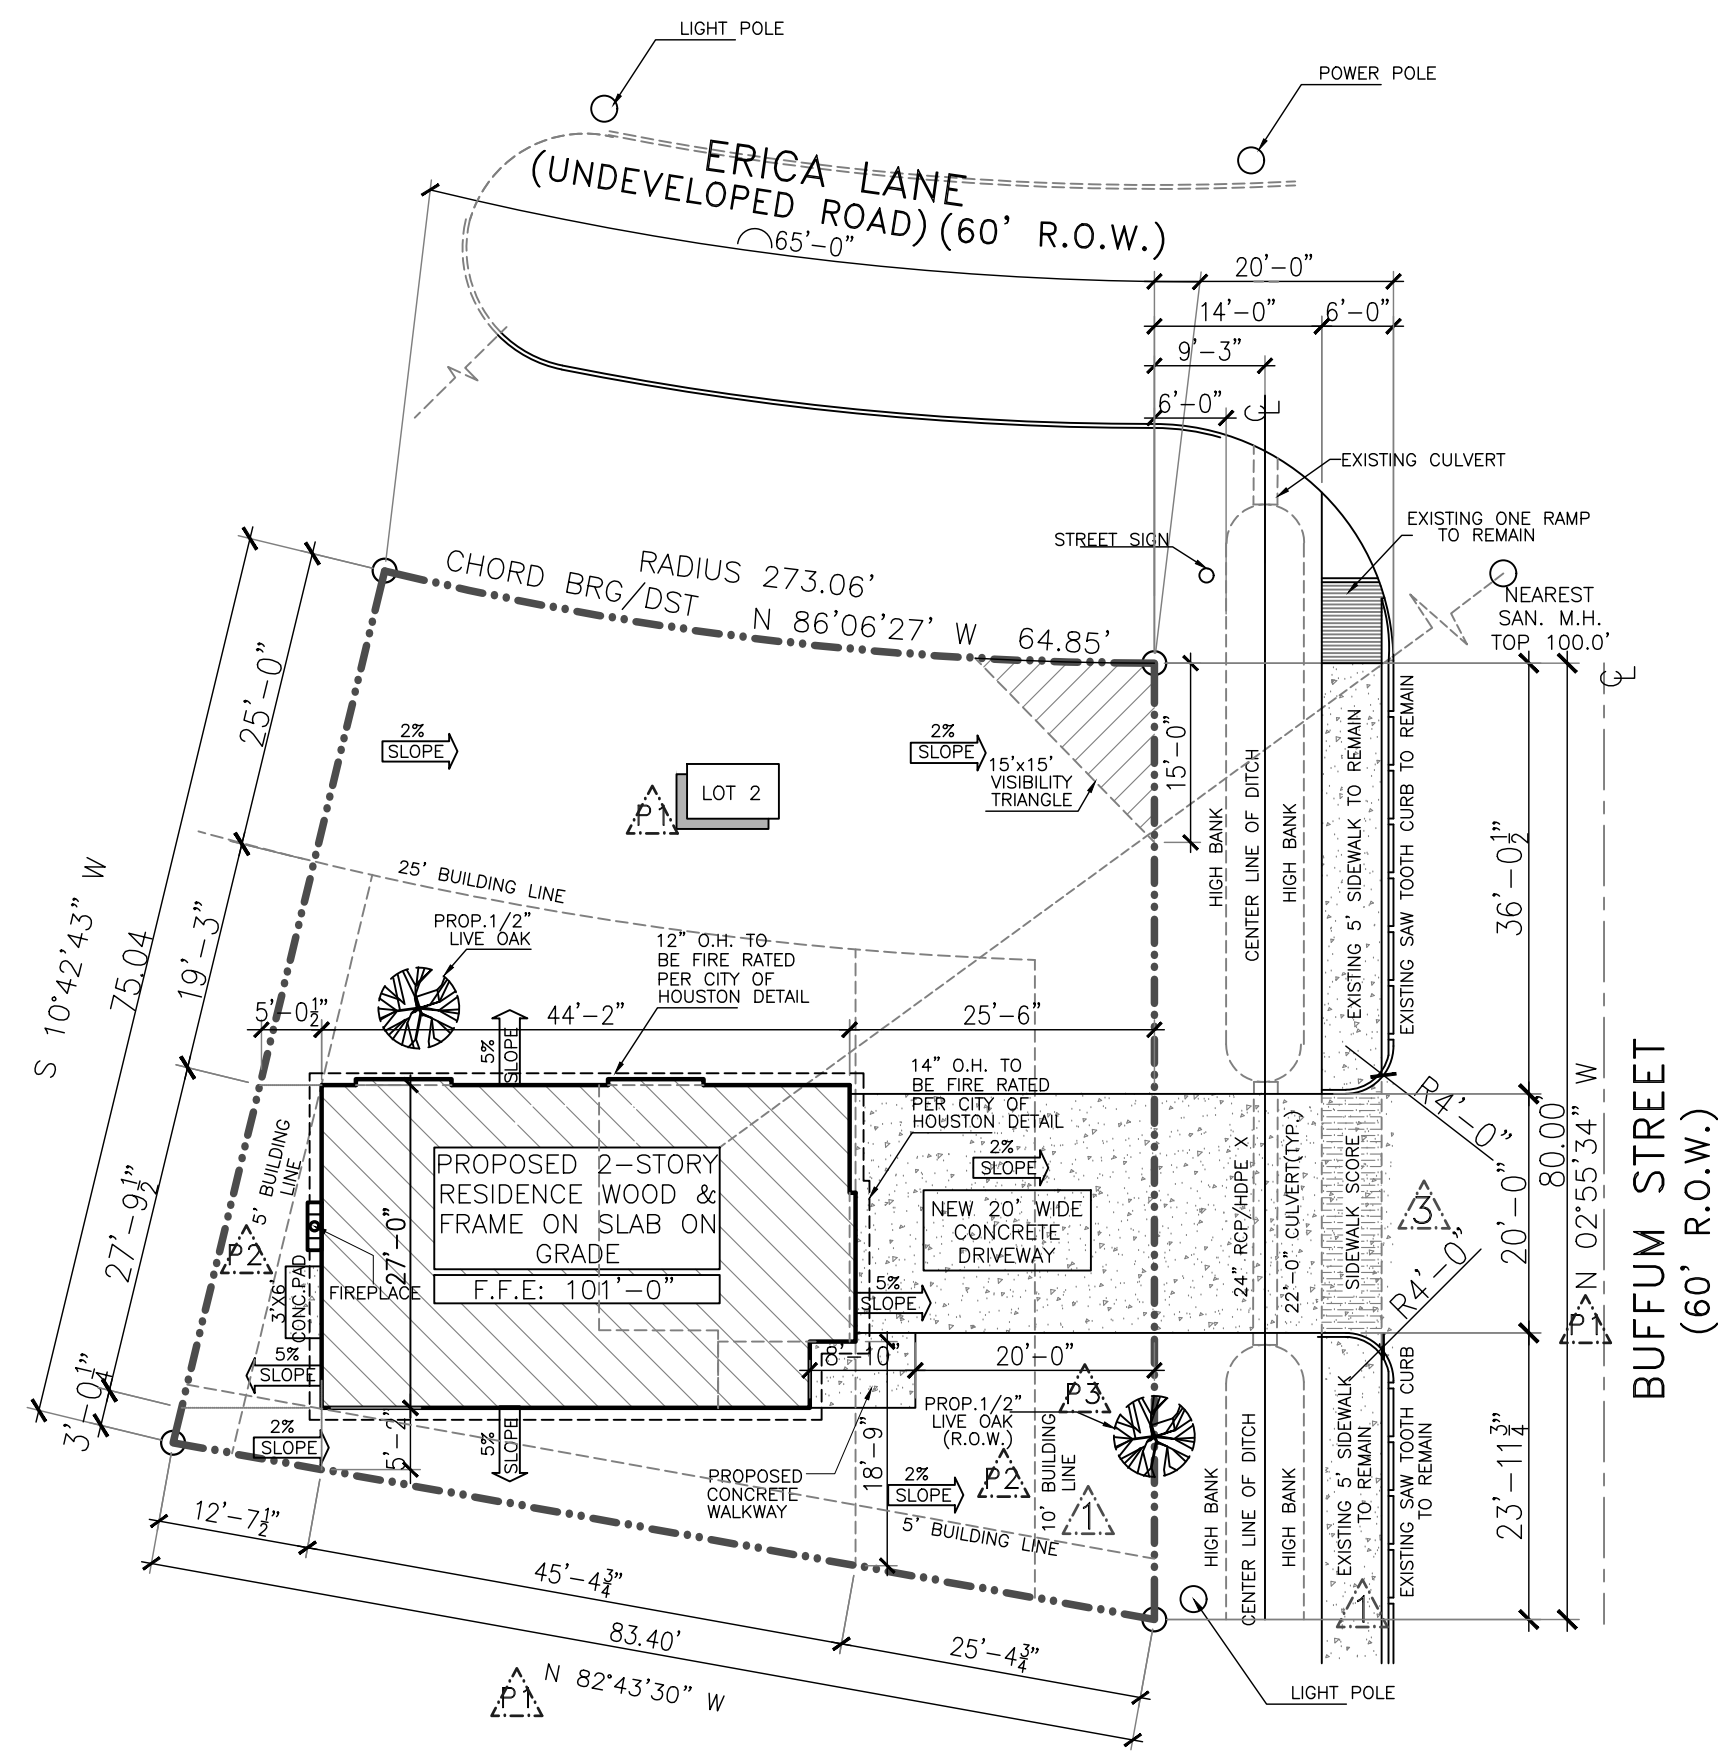 LIGHT POLE
POWER POLE
ERICA LANE
(UNDEVELOPED ROAD) (60' R.O.W.)
65'-0"
20'-0"
14'-0"
6'-0"
9'-3"
6'-0"
EXISTING CULVERT
EXISTING ONE RAMP
TO REMAIN
STREET SIGN
NEAREST
SAN. M.H.
TOP 100.0'
RADIUS 273.06'
CHORD BRG/DST
N 86'06'27' W
64.85'
25'-0"
2%
SLOPE
2%
SLOPE
15'x15'
VISIBILITY
TRIANGLE
15'-0"
LOT 2
P1
HIGH BANK
CENTER LINE OF DITCH
HIGH BANK
EXISTING 5' SIDEWALK TO REMAIN
EXISTING SAW TOOTH CURB TO REMAIN
36'-0½"
25' BUILDING LINE
S 10°42'43" W
75.04
19'-3"
PROP.1/2"
LIVE OAK
12" O.H. TO
BE FIRE RATED
PER CITY OF
HOUSTON DETAIL
5'-0½"
44'-2"
25'-6"
5%
SLOPE
14" O.H. TO
BE FIRE RATED
PER CITY OF
HOUSTON DETAIL
R4'-0"
5' BUILDING
LINE
P2
27'-9½"
PROPOSED 2-STORY
RESIDENCE WOOD &
FRAME ON SLAB ON
GRADE
F.F.E: 101'-0"
27'-0"
FIREPLACE
3'X6'
CONC.PAD
2%
SLOPE
NEW 20' WIDE
CONCRETE
DRIVEWAY
5%
SLOPE
24" RCP/HDPE X
22'-0" CULVERT(TYP.)
SIDEWALK SCORE
3
R4'-0"
20'-0"
80.00
N 02°55'34" W
P1
BUFFUM STREET
(60' R.O.W.)
5%
SLOPE
3'-0¼"
8'-10"
20'-0"
2%
SLOPE
5'-2"
5%
SLOPE
18'-9"
PROPOSED
CONCRETE
WALKWAY
PROP.1/2"
LIVE OAK
(R.O.W.)
P3
P2
2%
SLOPE
10' BUILDING
LINE
1
5' BUILDING LINE
HIGH BANK
CENTER LINE OF DITCH
HIGH BANK
EXISTING 5' SIDEWALK
TO REMAIN
EXISTING SAW TOOTH CURB
TO REMAIN
1
23'-11¾"
12'-7½"
45'-4¾"
83.40'
25'-4¾"
P1
N 82°43'30" W
LIGHT POLE